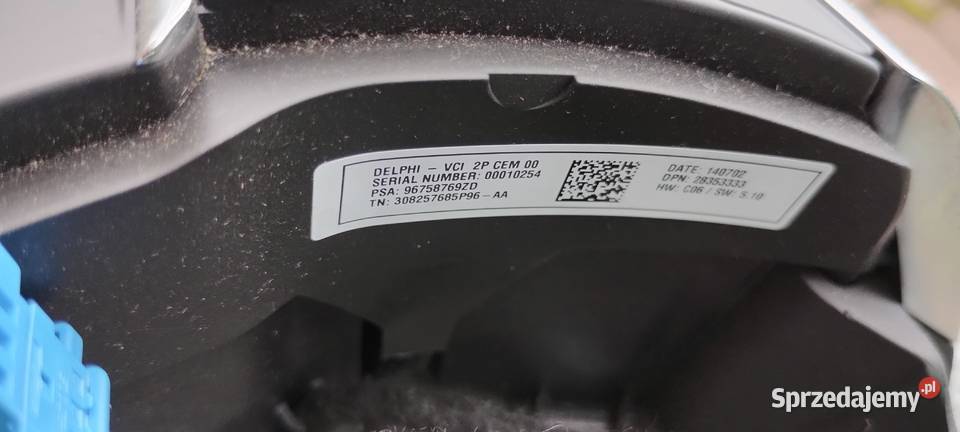 DELPHI - VCI 2P CEM 00
SERIAL NUMBER: 00010254
PSA: 96758769ZD
TN: 308257685P96-AA
DATE: 140702
DPN: 28353333
HW: C06 / SW: 5.10
Sprzedajemy.pl